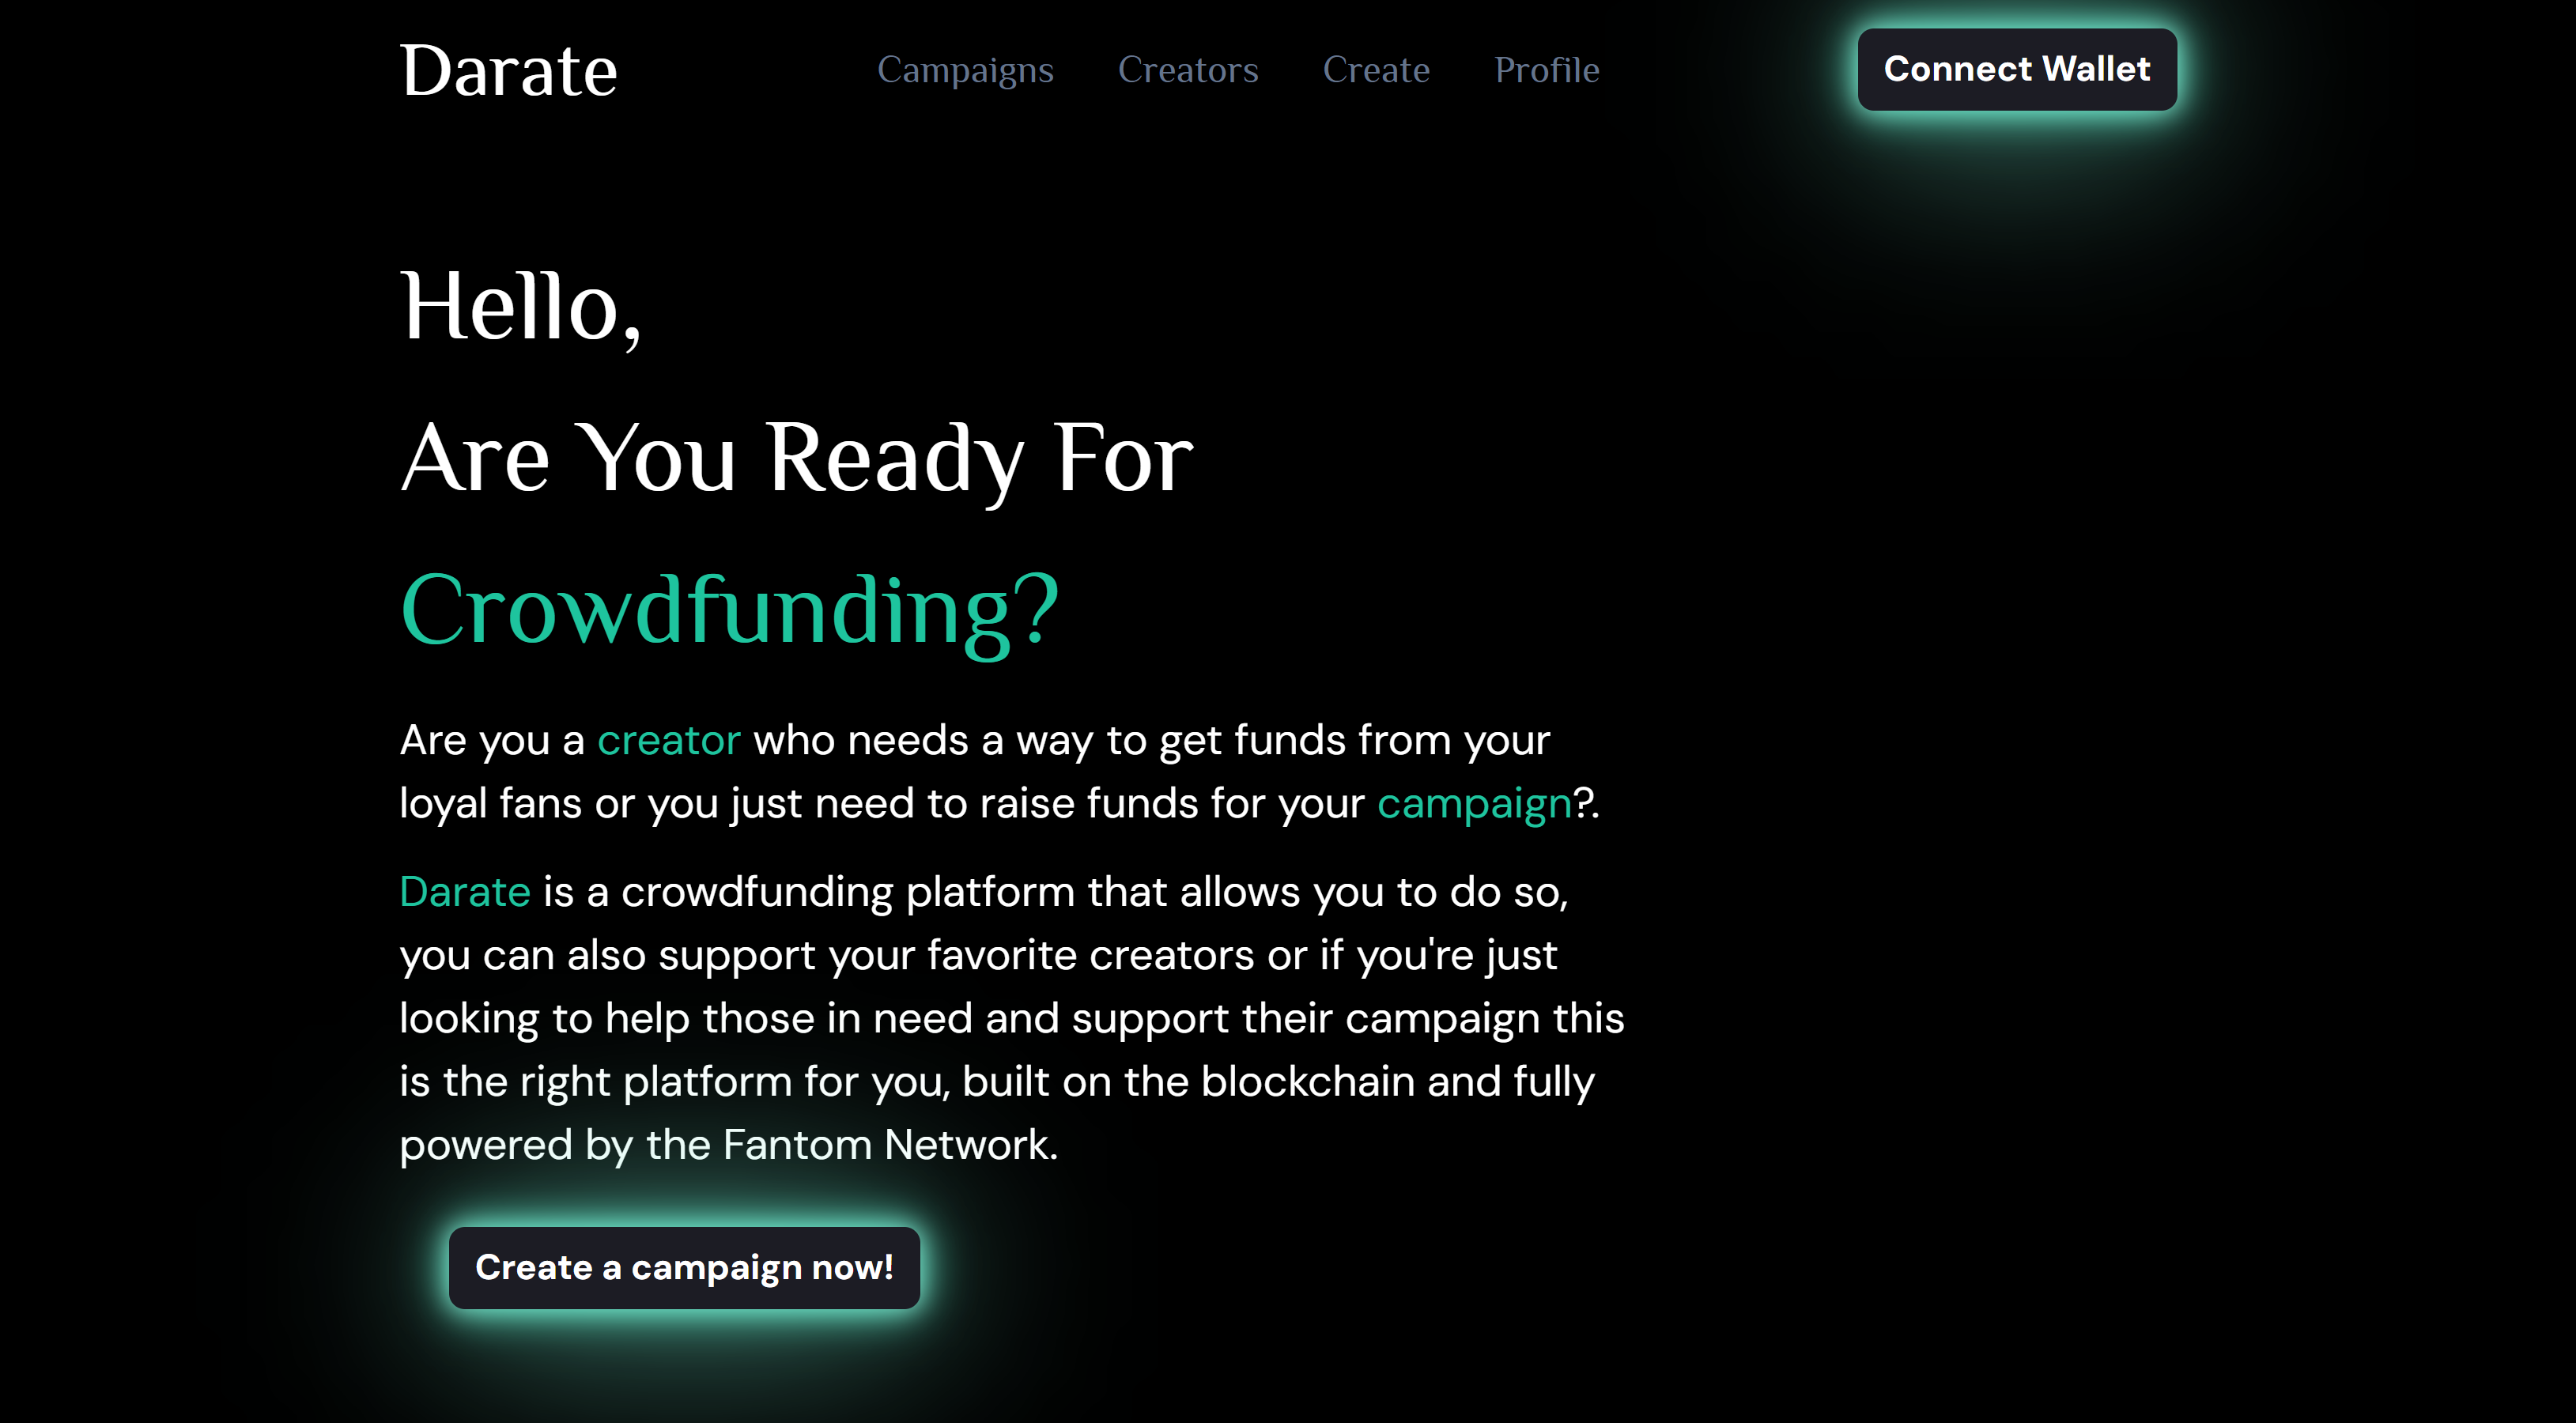 Darate
Campaigns
Creators
Create
Profile
Connect Wallet
Hello,
Are You Ready For
Crowdfunding?
Are you a creator who needs a way to get funds from your
loyal fans or you just need to raise funds for your campaign?.
Darate is a crowdfunding platform that allows you to do so,
you can also support your favorite creators or if you're just
looking to help those in need and support their campaign this
is the right platform for you, built on the blockchain and fully
powered by the Fantom Network.
Create a campaign now!